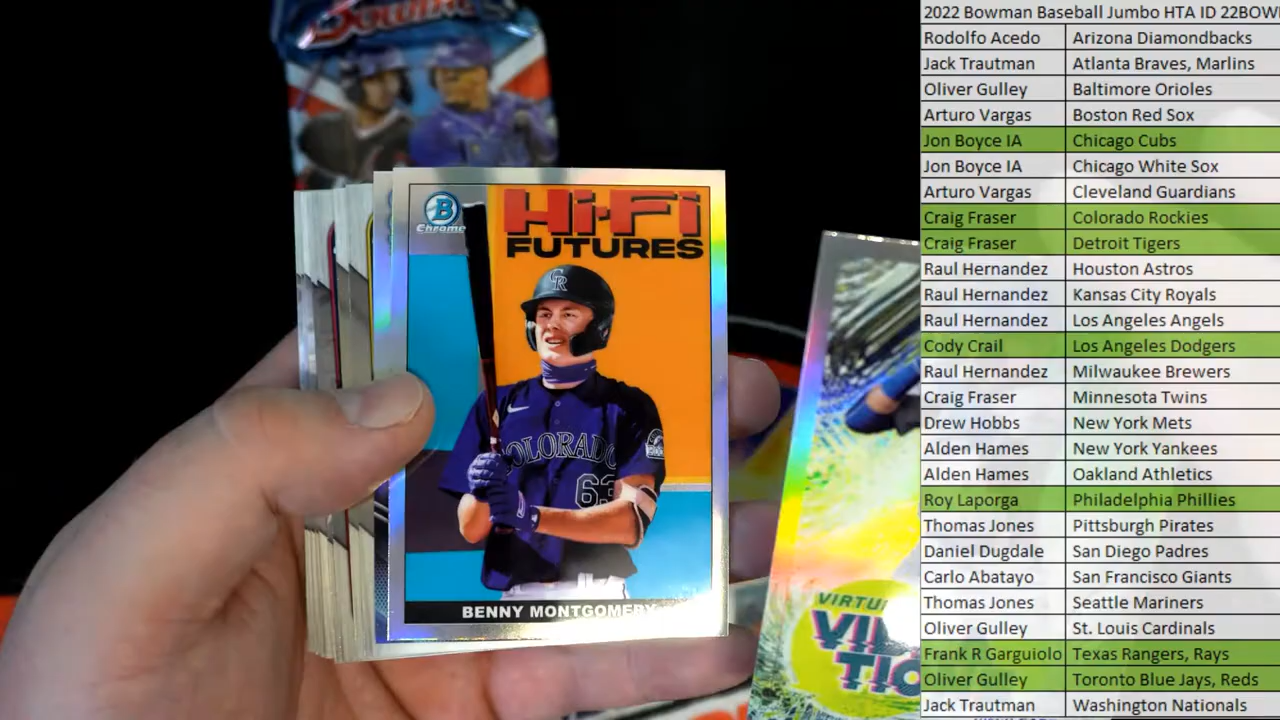 Bowman
2022 Bowman Baseball Jumbo HTA ID 22BOW
Rodolfo Acedo Arizona Diamondbacks
Jack Trautman Atlanta Braves, Marlins
Oliver Gulley Baltimore Orioles
Arturo Vargas Boston Red Sox
Jon Boyce IA Chicago Cubs
Jon Boyce IA Chicago White Sox
Arturo Vargas Cleveland Guardians
Craig Fraser Colorado Rockies
Craig Fraser Detroit Tigers
Raul Hernandez Houston Astros
Raul Hernandez Kansas City Royals
Raul Hernandez Los Angeles Angels
Cody Crail Los Angeles Dodgers
Raul Hernandez Milwaukee Brewers
Craig Fraser Minnesota Twins
Drew Hobbs New York Mets
Alden Hames New York Yankees
Alden Hames Oakland Athletics
Roy Laporga Philadelphia Phillies
Thomas Jones Pittsburgh Pirates
Daniel Dugdale San Diego Padres
Carlo Abatayo San Francisco Giants
Thomas Jones Seattle Mariners
Oliver Gulley St. Louis Cardinals
Frank R Garguiolo Texas Rangers, Rays
Oliver Gulley Toronto Blue Jays, Reds
Jack Trautman Washington Nationals
B
Chrome
Hi-Fi
FUTURES
CR
COLORADO
63
BENNY MONTGOMERY
VIRTU
VI
TIO